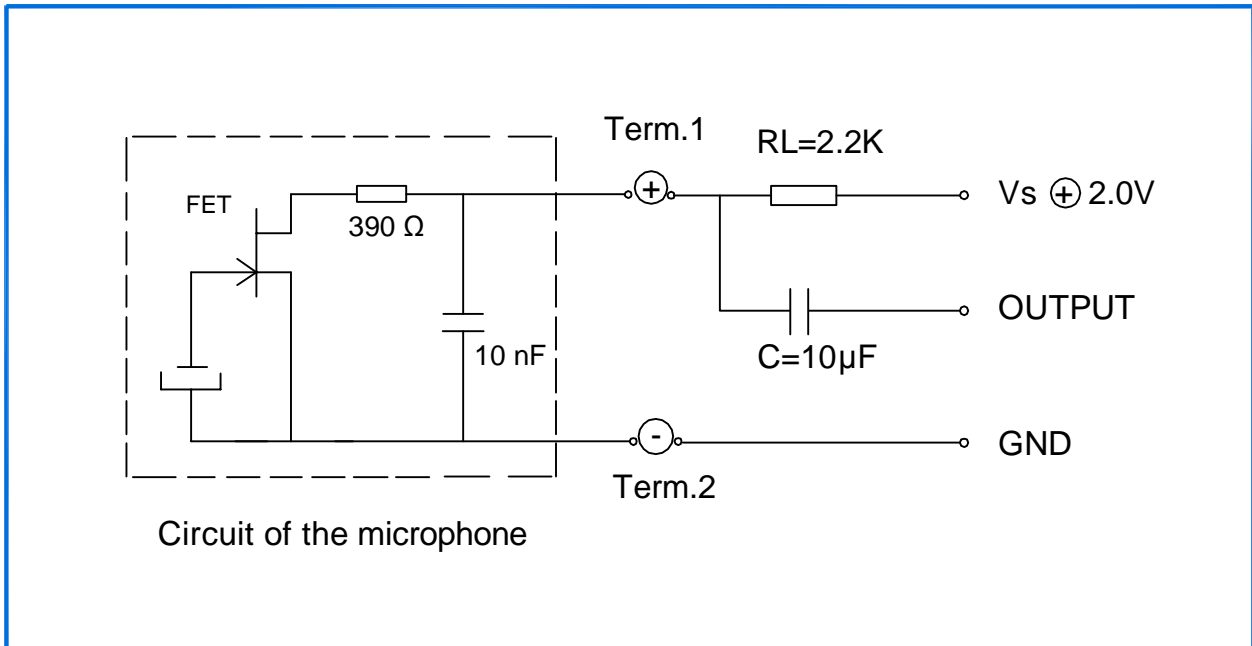 Term.1
RL=2.2K
FET
390 Ω
+
Vs + 2.0V
OUTPUT
10 nF
C=10µF
-
GND
Term.2
Circuit of the microphone